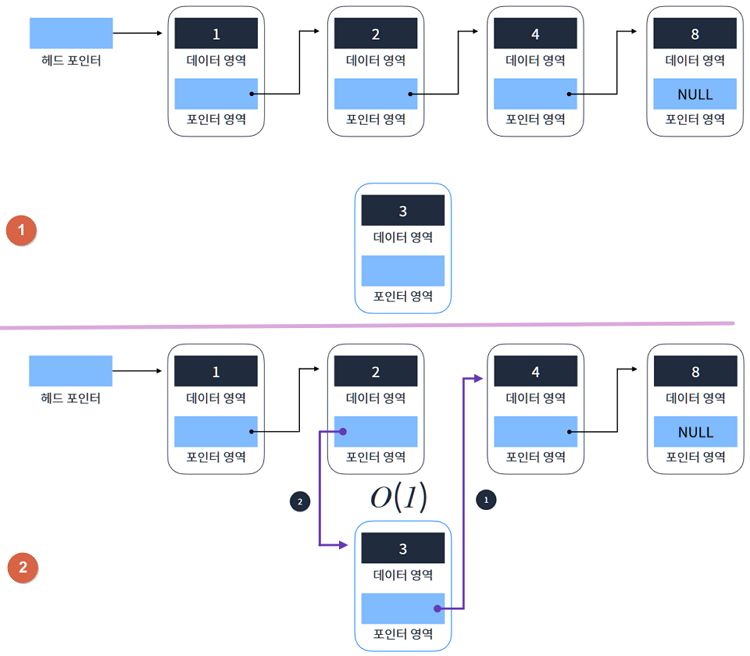 1 2 4 8
헤드 포인터 데이터 영역 데이터 영역 데이터 영역 데이터 영역
NULL
포인터 영역 포인터 영역 포인터 영역 포인터 영역
3
1
데이터 영역
포인터 영역
1 2 4 8
헤드 포인터 데이터 영역 데이터 영역 데이터 영역 데이터 영역
NULL
포인터 영역 포인터 영역 포인터 영역 포인터 영역
2 O(1) 1
3
2
데이터 영역
포인터 영역